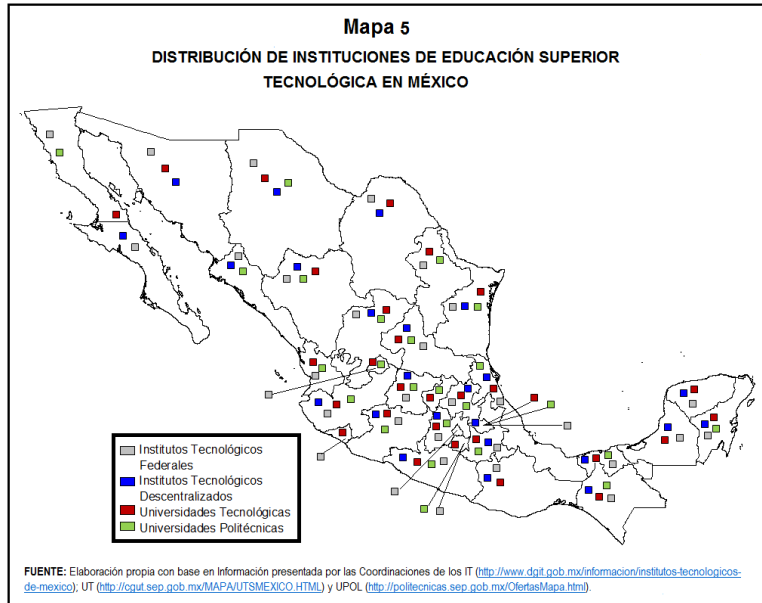 Mapa 5
DISTRIBUCIÓN DE INSTITUCIONES DE EDUCACIÓN SUPERIOR
TECNOLÓGICA EN MÉXICO
Institutos Tecnológicos
Federales
Institutos Tecnológicos
Descentralizados
Universidades Tecnológicas
Universidades Politécnicas
FUENTE: Elaboración propia con base en Información presentada por las Coordinaciones de los IT (http://www.dgit.gob.mx/informacion/institutos-tecnologicos-
de-mexico); UT (http://cgut.sep.gob.mx/MAPA/UTSMEXICO.HTML) y UPOL (http://politecnicas.sep.gob.mx/OfertasMapa.html).